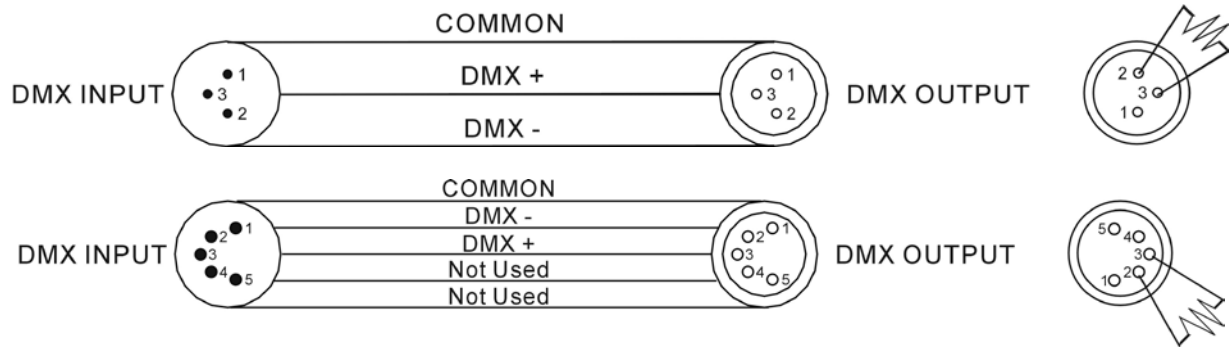 COMMON
DMX INPUT
1
3
2
DMX +
DMX -
1
3
2
DMX OUTPUT
2
3
1
COMMON
DMX -
DMX +
Not Used
Not Used
DMX INPUT
1
2
3
4
5
1
2
3
4
5
DMX OUTPUT
5
4
3
2
1